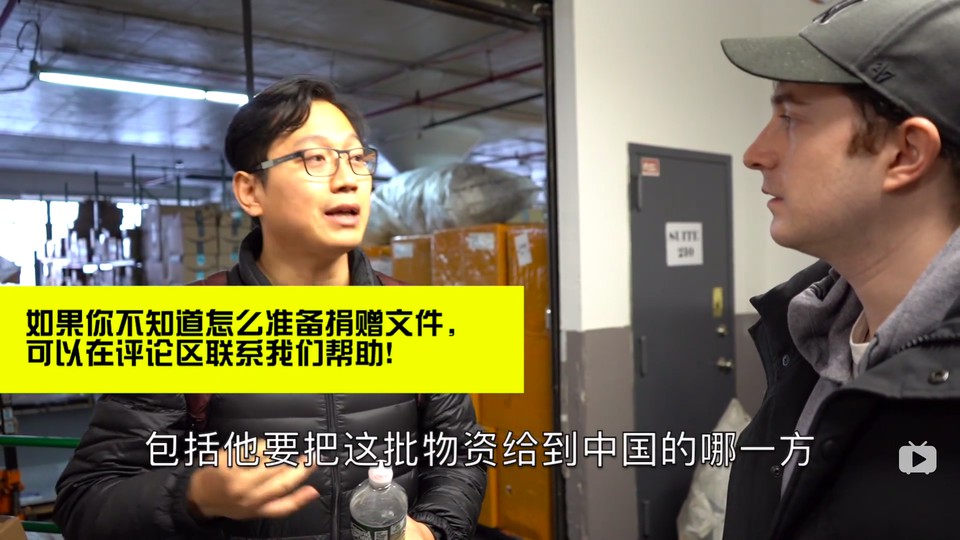 47
SUITE
210
如果你不知道怎么准备捐赠文件，
可以在评论区联系我们帮助!
包括他要把这批物资给到中国的哪一方